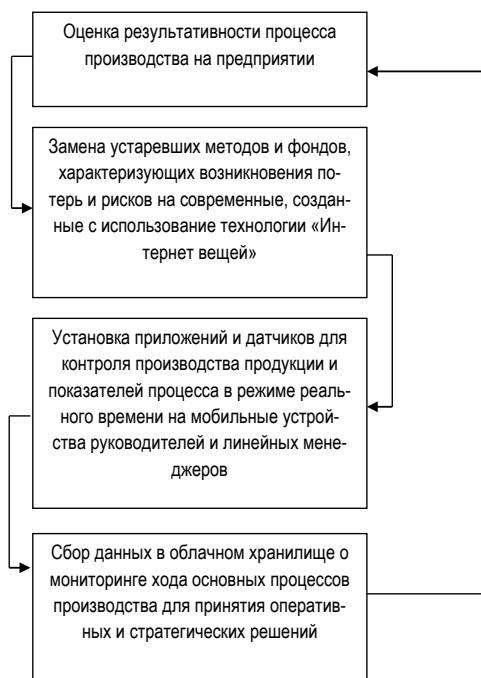 Оценка результативности процесса
производства на предприятии
Замена устаревших методов и фондов,
характеризующих возникновения по-
терь и рисков на современные, создан-
ные с использование технологии «Ин-
тернет вещей»
Установка приложений и датчиков для
контроля производства продукции и
показателей процесса в режиме реаль-
ного времени на мобильные устрой-
ства руководителей и линейных мене-
джеров
Сбор данных в облачном хранилище о
мониторинге хода основных процессов
производства для принятия оператив-
ных и стратегических решений